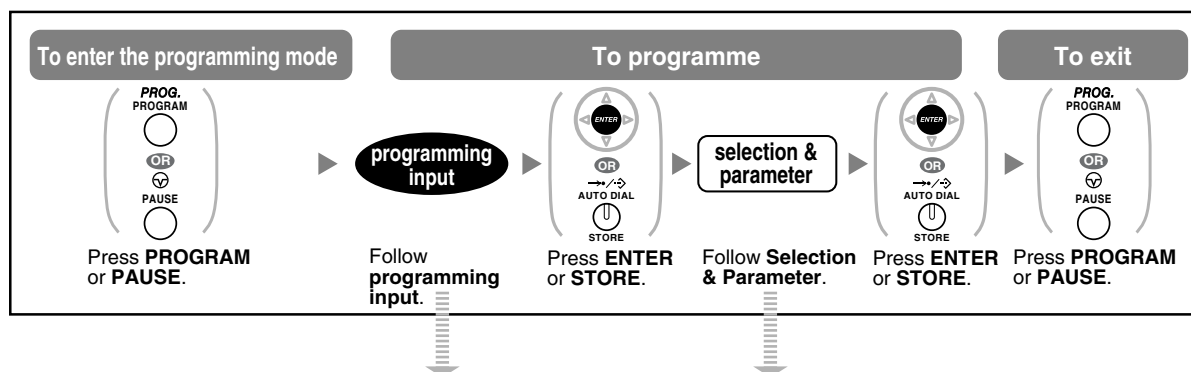 To enter the programming mode
To programme
To exit
PROG.
PROGRAM
OR
PAUSE
Press PROGRAM
or PAUSE.
programming
input
Follow
programming
input.
ENTER
OR
AUTO DIAL
STORE
Press ENTER
or STORE.
selection &
parameter
Follow Selection
& Parameter.
ENTER
OR
AUTO DIAL
STORE
Press ENTER
or STORE.
PROG.
PROGRAM
OR
PAUSE
Press PROGRAM
or PAUSE.